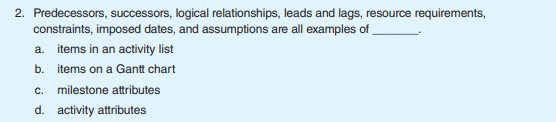 2. Predecessors, successors, logical relationships, leads and lags, resource requirements,
constraints, imposed dates, and assumptions are all examples of ________.
a. items in an activity list
b. items on a Gantt chart
c. milestone attributes
d. activity attributes